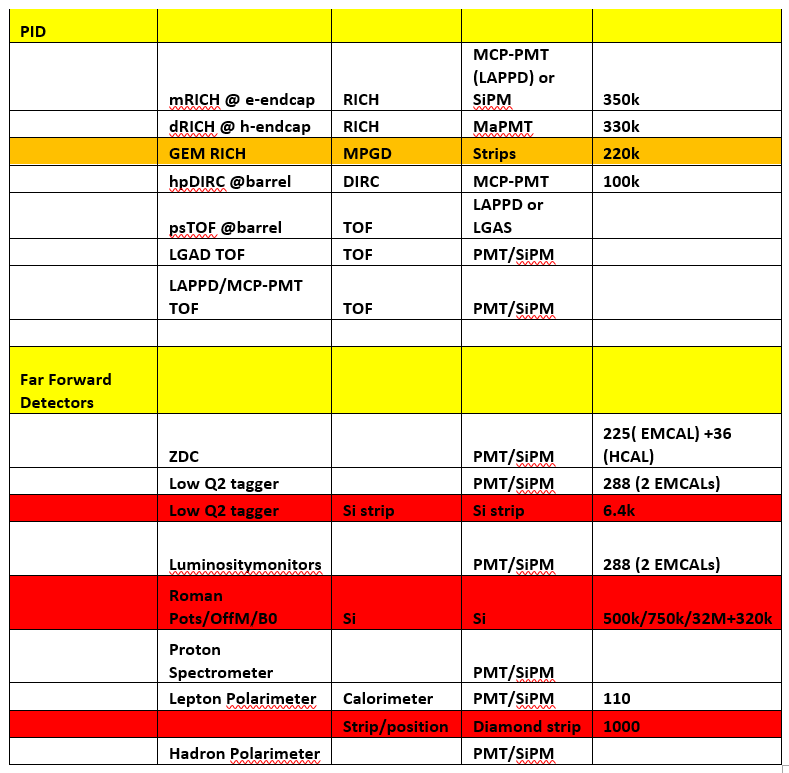 PID
mRICH @ e-endcap RICH MCP-PMT (LAPPD) or SiPM 350k
dRICH @ h-endcap RICH MaPMT 330k
GEM RICH MPGD Strips 220k
hpDIRC @barrel DIRC MCP-PMT 100k
psTOF @barrel TOF LAPPD or LGAS
LGAD TOF TOF PMT/SiPM
LAPPD/MCP-PMT TOF TOF PMT/SiPM
Far Forward Detectors
ZDC PMT/SiPM 225( EMCAL) +36 (HCAL)
Low Q2 tagger PMT/SiPM 288 (2 EMCALs)
Low Q2 tagger Si strip Si strip 6.4k
Luminositymonitors PMT/SiPM 288 (2 EMCALs)
Roman Pots/OffM/B0 Si Si 500k/750k/32M+320k
Proton Spectrometer PMT/SiPM
Lepton Polarimeter Calorimeter PMT/SiPM 110
Strip/position Diamond strip 1000
Hadron Polarimeter PMT/SiPM